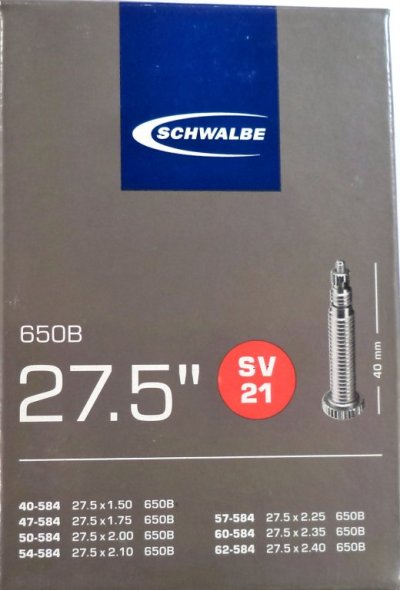 SCHWALBE
650B
27.5"
SV
21
40 mm
40-584 27.5 x 1.50 650B
47-584 27.5 x 1.75 650B
50-584 27.5 x 2.00 650B
54-584 27.5 x 2.10 650B
57-584 27.5 x 2.25 650B
60-584 27.5 x 2.35 650B
62-584 27.5 x 2.40 650B